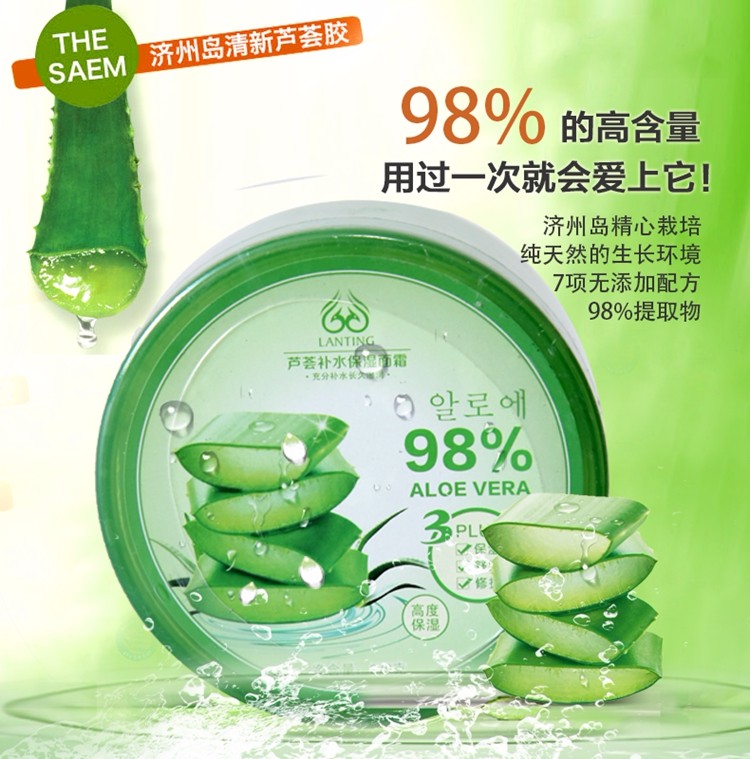 THE
SAEM
济州岛清新芦荟胶
98% 的高含量
用过一次就会爱上它!
济州岛精心栽培
纯天然的生长环境
7项无添加配方
98%提取物
LANTING
芦荟补水保湿面霜
알로에
98%
ALOE VERA
3
高度
保湿